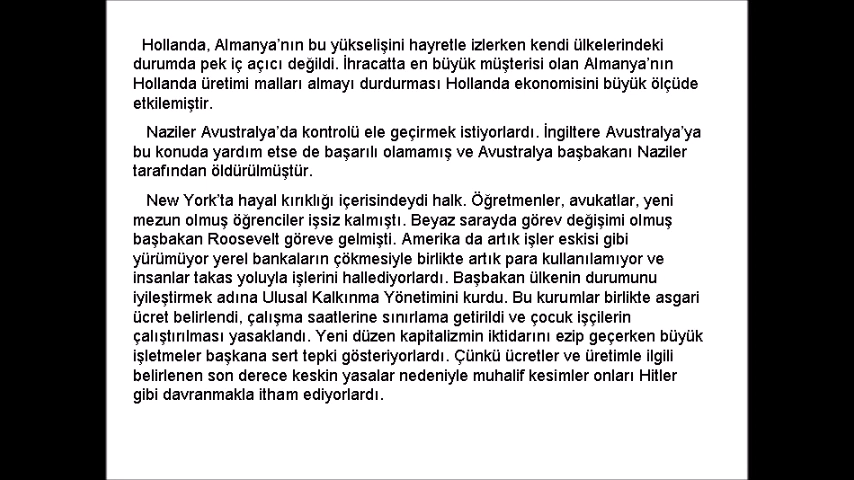 Hollanda, Almanya’nın bu yükselişini hayretle izlerken kendi ülkelerindeki
durumda pek iç açıcı değildi. İhracatta en büyük müşterisi olan Almanya’nın
Hollanda üretimi malları almayı durdurması Hollanda ekonomisini büyük ölçüde
etkilemiştir.
Naziler Avustralya’da kontrolü ele geçirmek istiyorlardı. İngiltere Avustralya’ya
bu konuda yardım etse de başarılı olamamış ve Avustralya başbakanı Naziler
tarafından öldürülmüştür.
New York’ta hayal kırıklığı içerisindeydi halk. Öğretmenler, avukatlar, yeni
mezun olmuş öğrenciler işsiz kalmıştı. Beyaz sarayda görev değişimi olmuş
başbakan Roosevelt göreve gelmişti. Amerika da artık işler eskisi gibi
yürümüyor yerel bankaların çökmesiyle birlikte artık para kullanılamıyor ve
insanlar takas yoluyla işlerini hallediyorlardı. Başbakan ülkenin durumunu
iyileştirmek adına Ulusal Kalkınma Yönetimini kurdu. Bu kurumlar birlikte asgari
ücret belirlendi, çalışma saatlerine sınırlama getirildi ve çocuk işçilerin
çalıştırılması yasaklandı. Yeni düzen kapitalizmin iktidarını ezip geçerken büyük
işletmeler başkana sert tepki gösteriyorlardı. Çünkü ücretler ve üretimle ilgili
belirlenen son derece keskin yasalar nedeniyle muhalif kesimler onları Hitler
gibi davranmakla itham ediyorlardı.